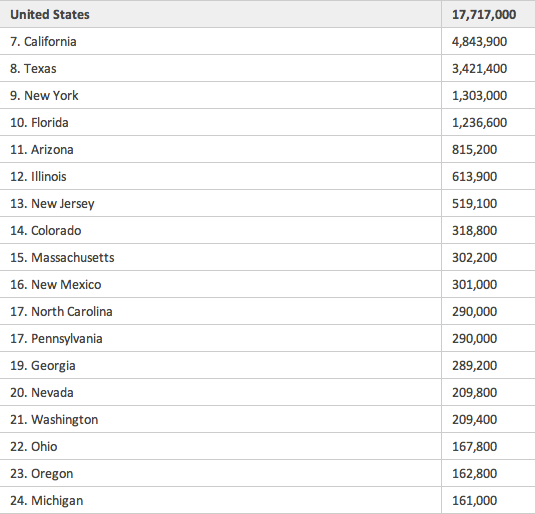 United States 17,717,000
7. California 4,843,900
8. Texas 3,421,400
9. New York 1,303,000
10. Florida 1,236,600
11. Arizona 815,200
12. Illinois 613,900
13. New Jersey 519,100
14. Colorado 318,800
15. Massachusetts 302,200
16. New Mexico 301,000
17. North Carolina 290,000
17. Pennsylvania 290,000
19. Georgia 289,200
20. Nevada 209,800
21. Washington 209,400
22. Ohio 167,800
23. Oregon 162,800
24. Michigan 161,000